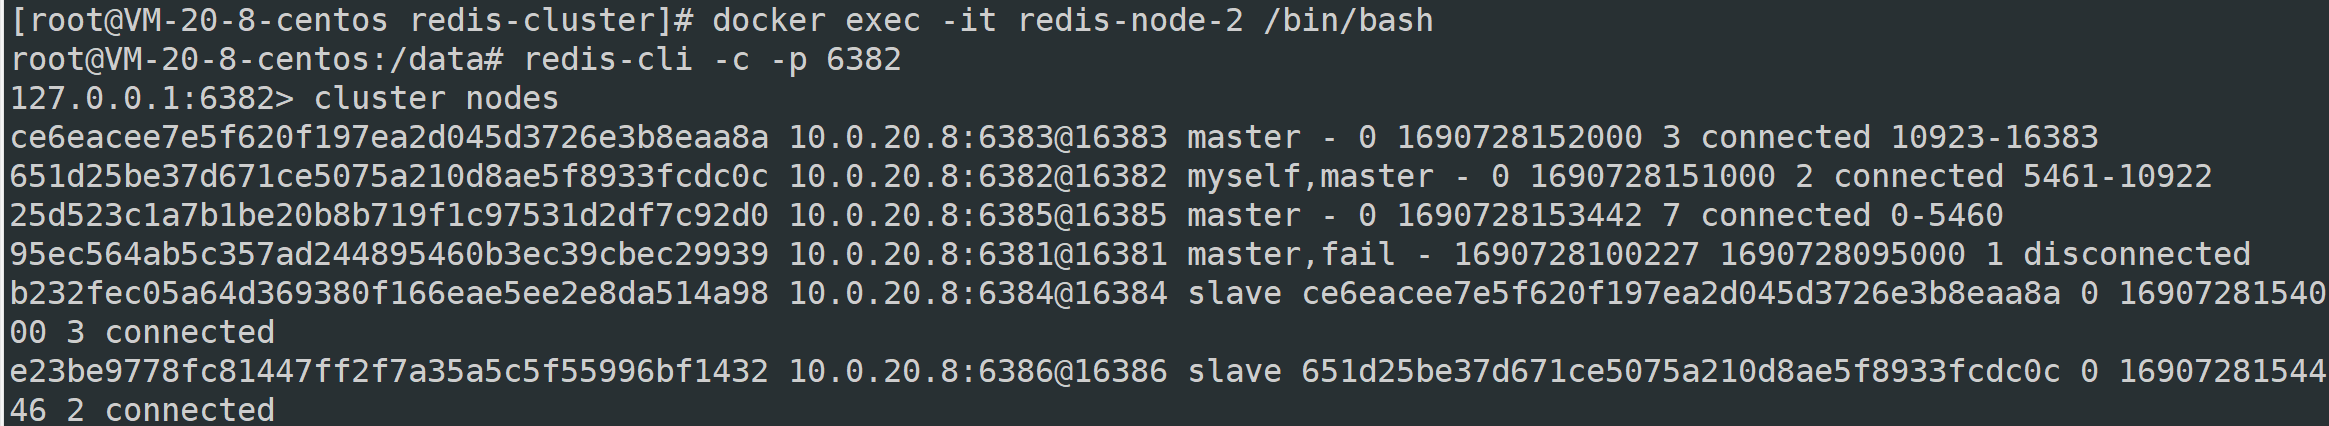 [root@VM-20-8-centos redis-cluster]# docker exec -it redis-node-2 /bin/bash
root@VM-20-8-centos:/data# redis-cli -c -p 6382
127.0.0.1:6382> cluster nodes
ce6eacee7e5f620f197ea2d045d3726e3b8eaa8a 10.0.20.8:6383@16383 master - 0 1690728152000 3 connected 10923-16383
651d25be37d671ce5075a210d8ae5f8933fcdc0c 10.0.20.8:6382@16382 myself,master - 0 1690728151000 2 connected 5461-10922
25d523c1a7b1be20b8b719f1c97531d2df7c92d0 10.0.20.8:6385@16385 master - 0 1690728153442 7 connected 0-5460
95ec564ab5c357ad244895460b3ec39cbec29939 10.0.20.8:6381@16381 master,fail - 1690728100227 1690728095000 1 disconnected
b232fec05a64d369380f166eae5ee2e8da514a98 10.0.20.8:6384@16384 slave ce6eacee7e5f620f197ea2d045d3726e3b8eaa8a 0 16907281540
00 3 connected
e23be9778fc81447ff2f7a35a5c5f55996bf1432 10.0.20.8:6386@16386 slave 651d25be37d671ce5075a210d8ae5f8933fcdc0c 0 16907281544
46 2 connected